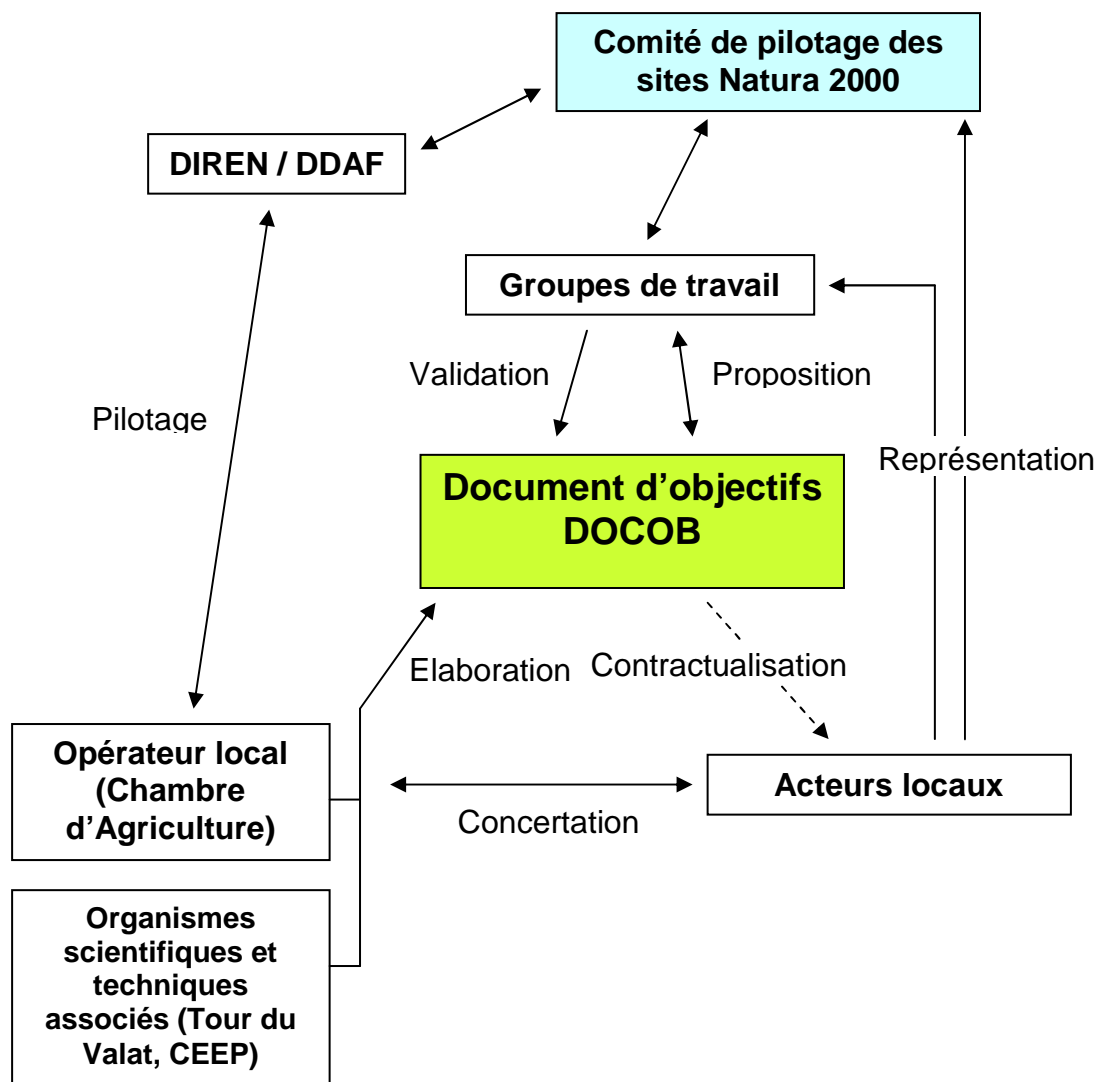 Comité de pilotage des
sites Natura 2000
DIREN / DDAF
Groupes de travail
Validation
Proposition
Pilotage
Représentation
Document d’objectifs
DOCOB
Elaboration
Contractualisation
Opérateur local
(Chambre
d’Agriculture)
Acteurs locaux
Concertation
Organismes
scientifiques et
techniques
associés (Tour du
Valat, CEEP)